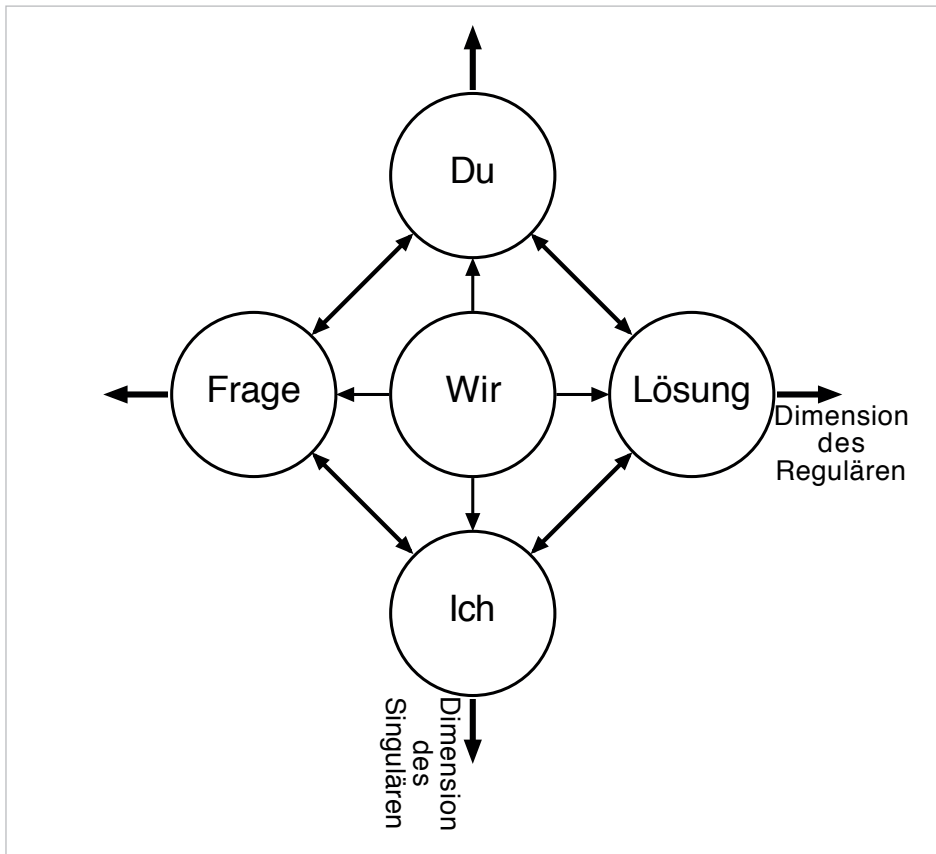 Du
Frage
Wir
Lösung
Dimension
des
Regulären
Ich
Dimension
des
Singulären